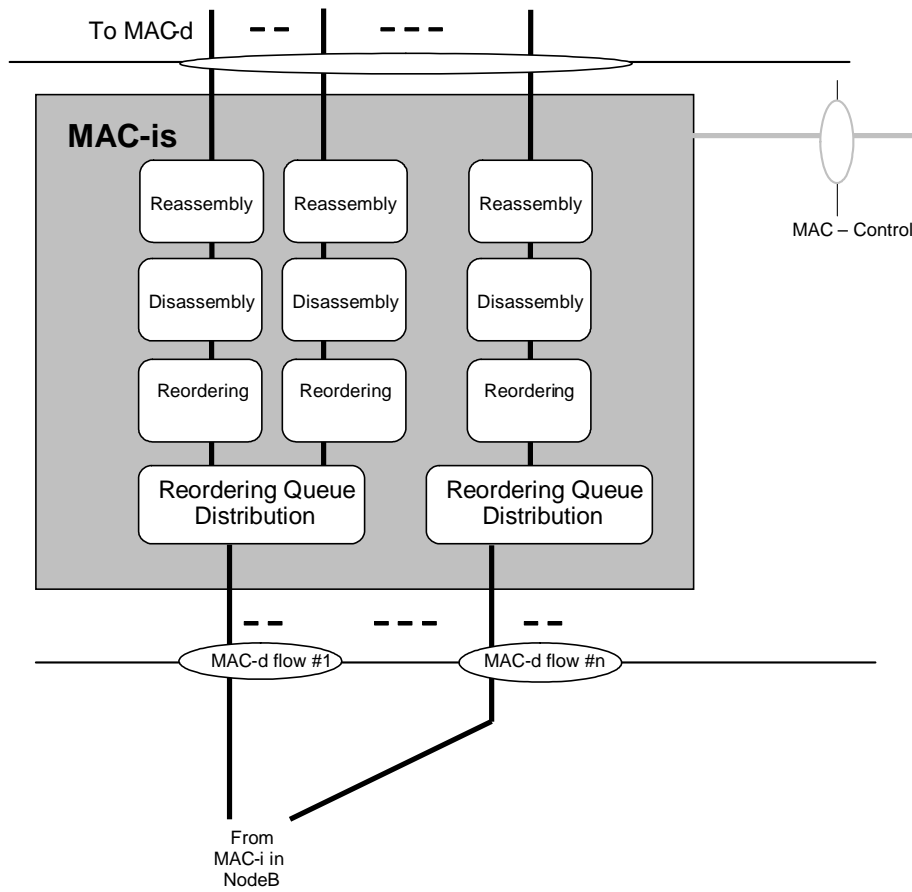 To MAC-d
MAC-is
MAC – Control
Reassembly
Reassembly
Reassembly
Disassembly
Disassembly
Disassembly
Reordering
Reordering
Reordering
Reordering Queue
Distribution
Reordering Queue
Distribution
MAC-d flow #1
MAC-d flow #n
From
MAC-i in
NodeB